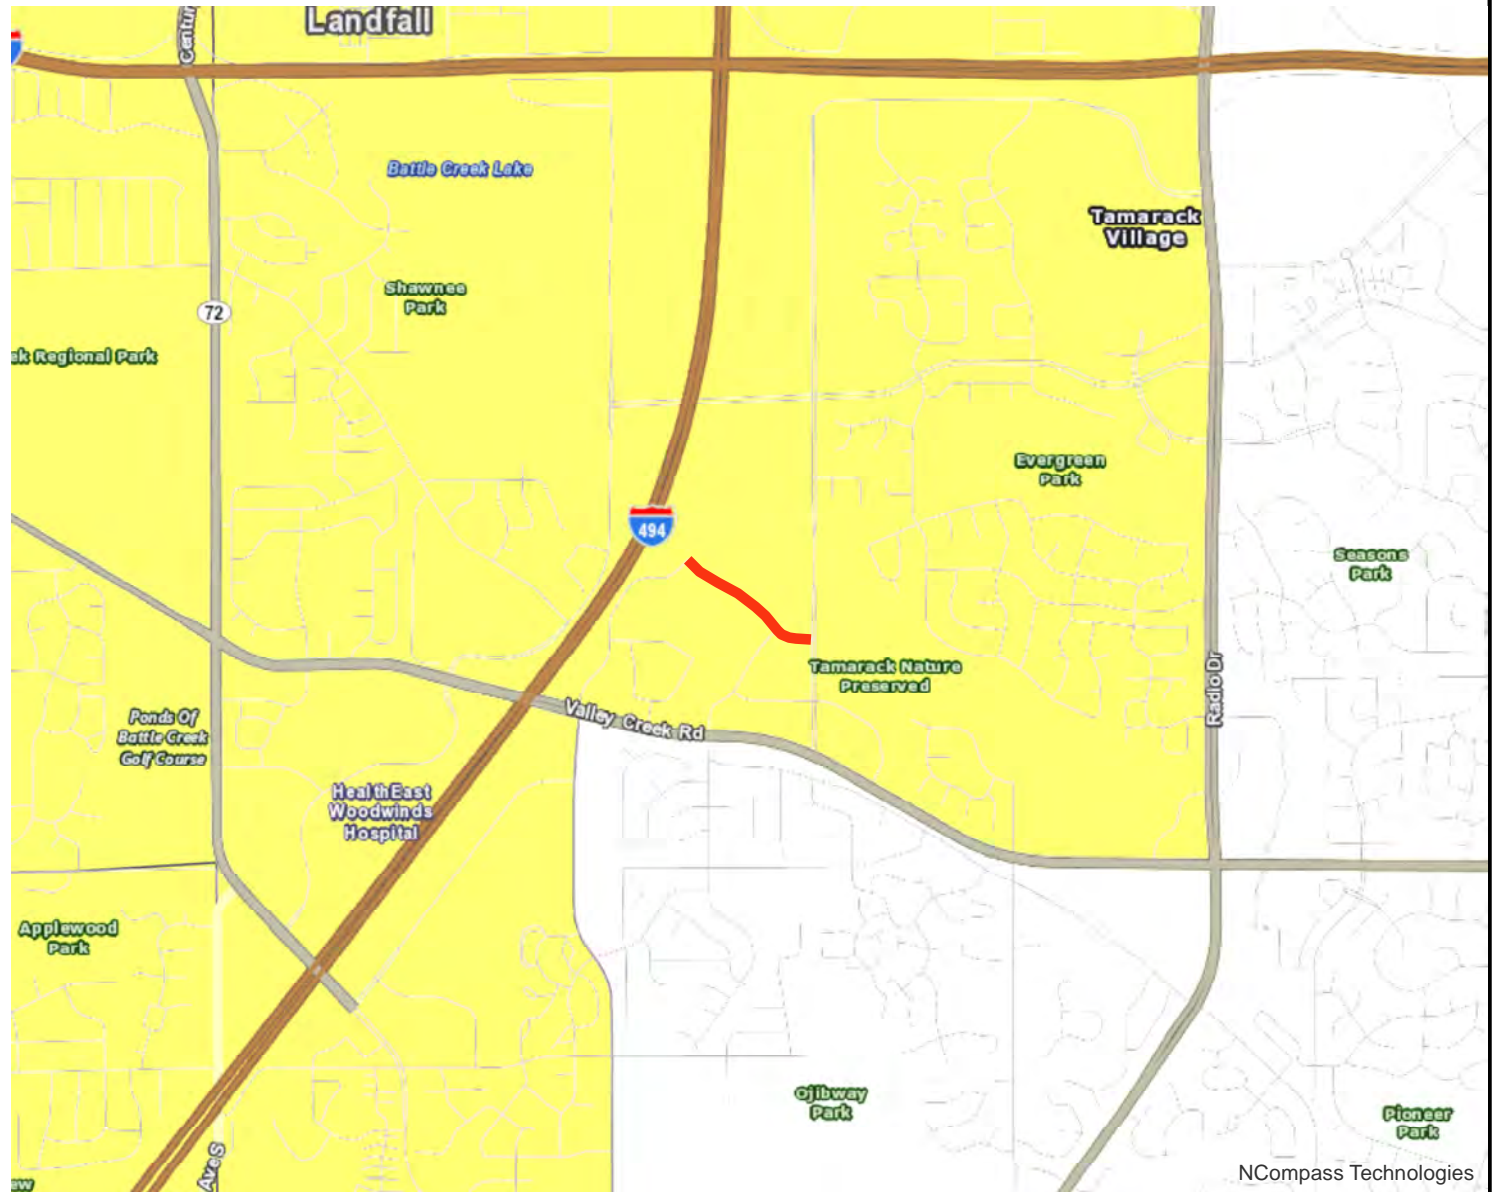 Landfall
Centur
Battle Creek Lake
Tamarack
Village
Shawnee
Park
72
ek Regional Park
Evergreen
Park
494
Seasons
Park
Tamarack Nature
Preserved
Radio Dr
Valley Creek Rd
Ponds Of
Battle Creek
Golf Course
HealthEast
Woodwinds
Hospital
Applewood
Park
Ojibway
Park
Pioneer
Park
Ave S
ew
NCompass Technologies